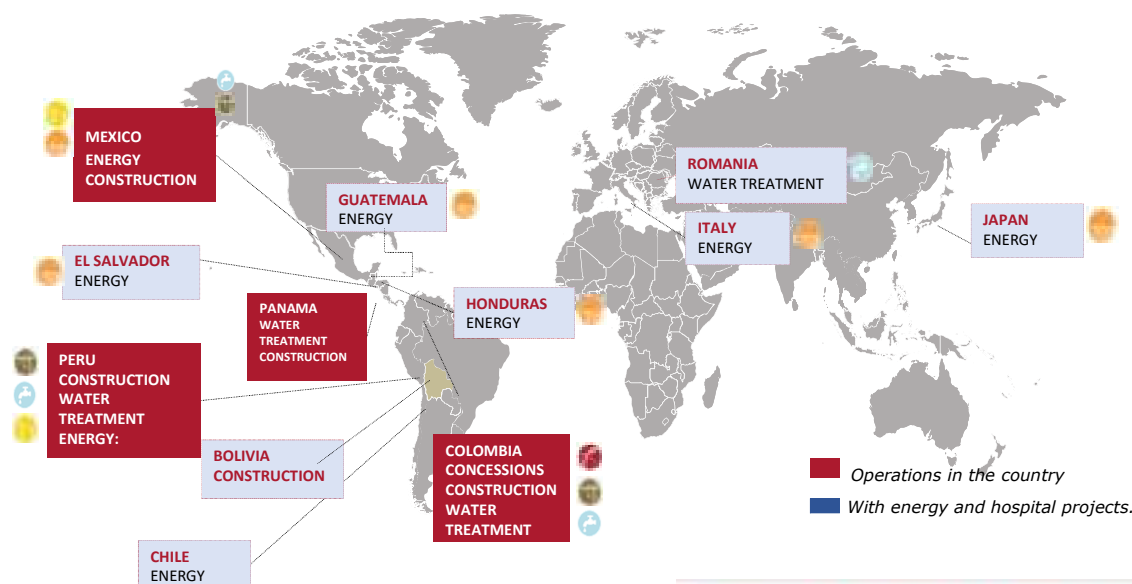 MEXICO
ENERGY
CONSTRUCTION
GUATEMALA
ENERGY
ROMANIA
WATER TREATMENT
ITALY
ENERGY
JAPAN
ENERGY
EL SALVADOR
ENERGY
HONDURAS
ENERGY
PANAMA
WATER
TREATMENT
CONSTRUCTION
PERU
CONSTRUCTION
WATER
TREATMENT
ENERGY:
BOLIVIA
CONSTRUCTION
COLOMBIA
CONCESSIONS
CONSTRUCTION
WATER
TREATMENT
CHILE
ENERGY
Operations in the country
With energy and hospital projects.